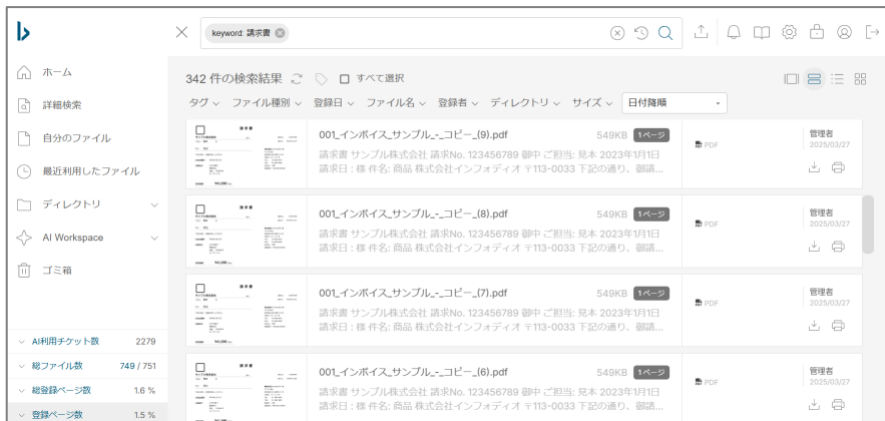 keyword: 請求書
ホーム
詳細検索
自分のファイル
最近利用したファイル
ディレクトリ
AI Workspace
ゴミ箱
AI利用チケット数 2279
総ファイル数 749 / 751
総登録ページ数 1.6 %
登録ページ数 1.5 %
342 件の検索結果 すべて選択
タグ ファイル種別 登録日 ファイル名 登録者 ディレクトリ サイズ 日付降順
001_インボイス_サンプル_-_コピー_(9).pdf 549KB 1ページ PDF 管理者
2025/03/27
請求書 サンプル株式会社 請求No. 123456789 御中 ご担当: 見本 2023年1月1日
請求日 : 様 件名: 商品 株式会社インフォディオ 〒113-0033 下記の通り、御請...
001_インボイス_サンプル_-_コピー_(8).pdf 549KB 1ページ PDF 管理者
2025/03/27
請求書 サンプル株式会社 請求No. 123456789 御中 ご担当: 見本 2023年1月1日
請求日 : 様 件名: 商品 株式会社インフォディオ 〒113-0033 下記の通り、御請...
001_インボイス_サンプル_-_コピー_(7).pdf 549KB 1ページ PDF 管理者
2025/03/27
請求書 サンプル株式会社 請求No. 123456789 御中 ご担当: 見本 2023年1月1日
請求日 : 様 件名: 商品 株式会社インフォディオ 〒113-0033 下記の通り、御請...
001_インボイス_サンプル_-_コピー_(6).pdf 549KB 1ページ PDF 管理者
2025/03/27
請求書 サンプル株式会社 請求No. 123456789 御中 ご担当: 見本 2023年1月1日
請求日 : 様 件名: 商品 株式会社インフォディオ 〒113-0033 下記の通り、御請...